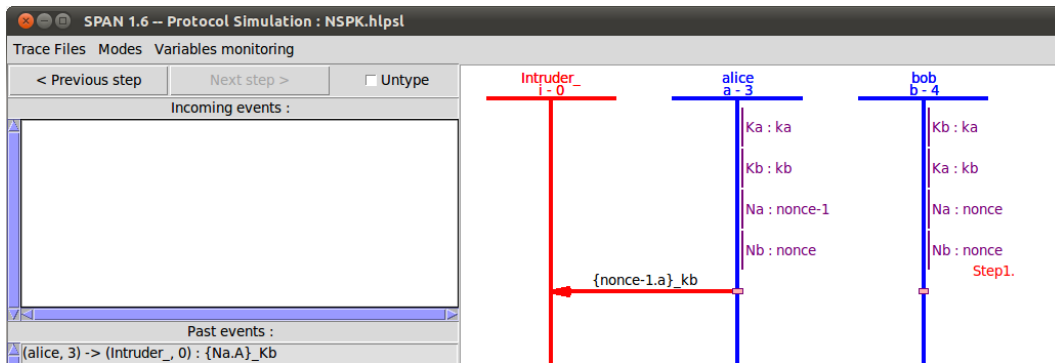 SPAN 1.6 -- Protocol Simulation : NSPK.hlpsl
Trace Files Modes Variables monitoring
< Previous step
Next step >
Untype
Incoming events :
Past events :
(alice, 3) -> (Intruder_, 0) : {Na.A}_Kb
Intruder_
i - 0
alice
a - 3
bob
b - 4
Ka : ka
Kb : kb
Na : nonce-1
Nb : nonce
Kb : ka
Ka : kb
Na : nonce
Nb : nonce
Step1.
{nonce-1.a}_kb